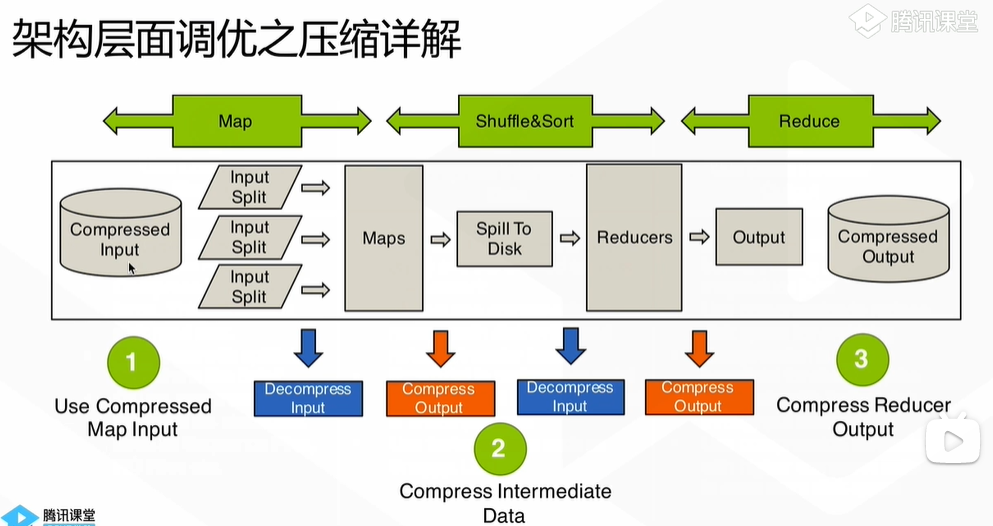 架构层面调优之压缩详解
腾讯课堂
Map
Shuffle&Sort
Reduce
Compressed
Input
Input
Split
Input
Split
Input
Split
Maps
Spill To
Disk
Reducers
Output
Compressed
Output
1
Use Compressed
Map Input
Decompress
Input
Compress
Output
Decompress
Input
Compress
Output
3
Compress Reducer
Output
2
Compress Intermediate
Data
腾讯课堂